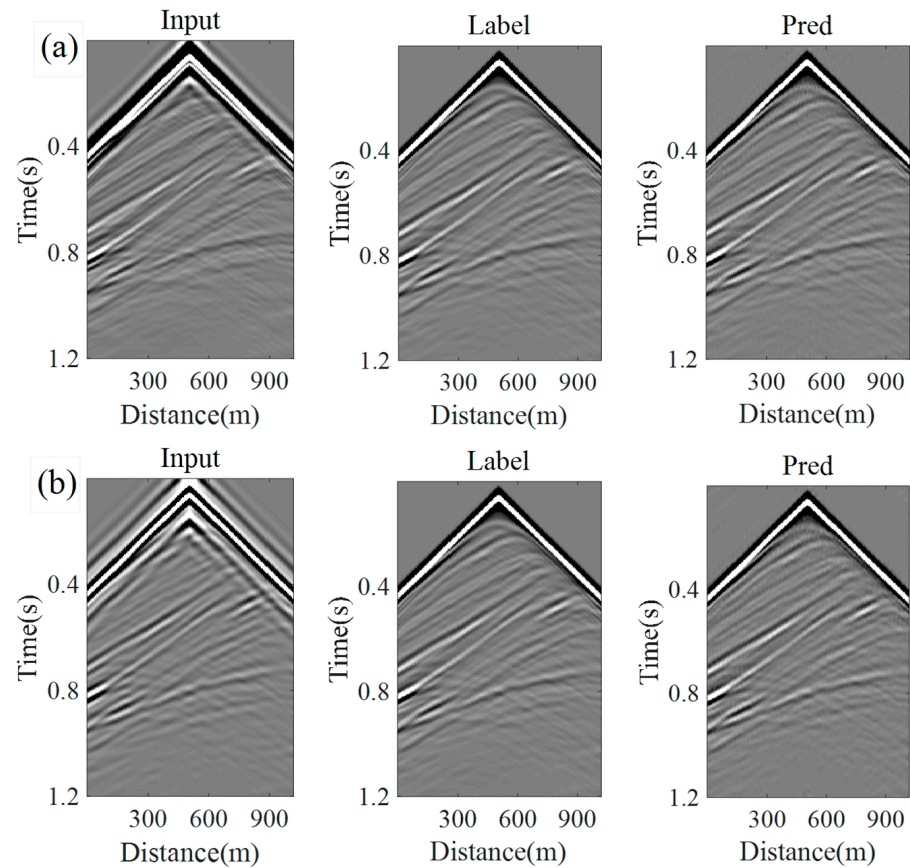 (a)
Input Label Pred
Time(s) Time(s) Time(s)
0.4 0.4 0.4
0.8 0.8 0.8
1.2 1.2 1.2
300 600 900 300 600 900 300 600 900
Distance(m) Distance(m) Distance(m)
(b)
Input Label Pred
Time(s) Time(s) Time(s)
0.4 0.4 0.4
0.8 0.8 0.8
1.2 1.2 1.2
300 600 900 300 600 900 300 600 900
Distance(m) Distance(m) Distance(m)